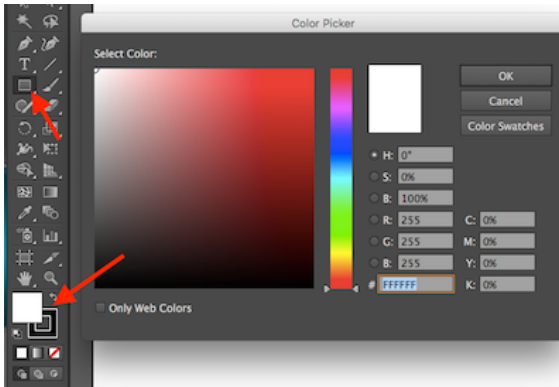 Color Picker
Select Color:
OK
Cancel
Color Swatches
H: 0°
S: 0%
B: 100%
R: 255 C: 0%
G: 255 M: 0%
B: 255 Y: 0%
# FFFFFF K: 0%
Only Web Colors
T